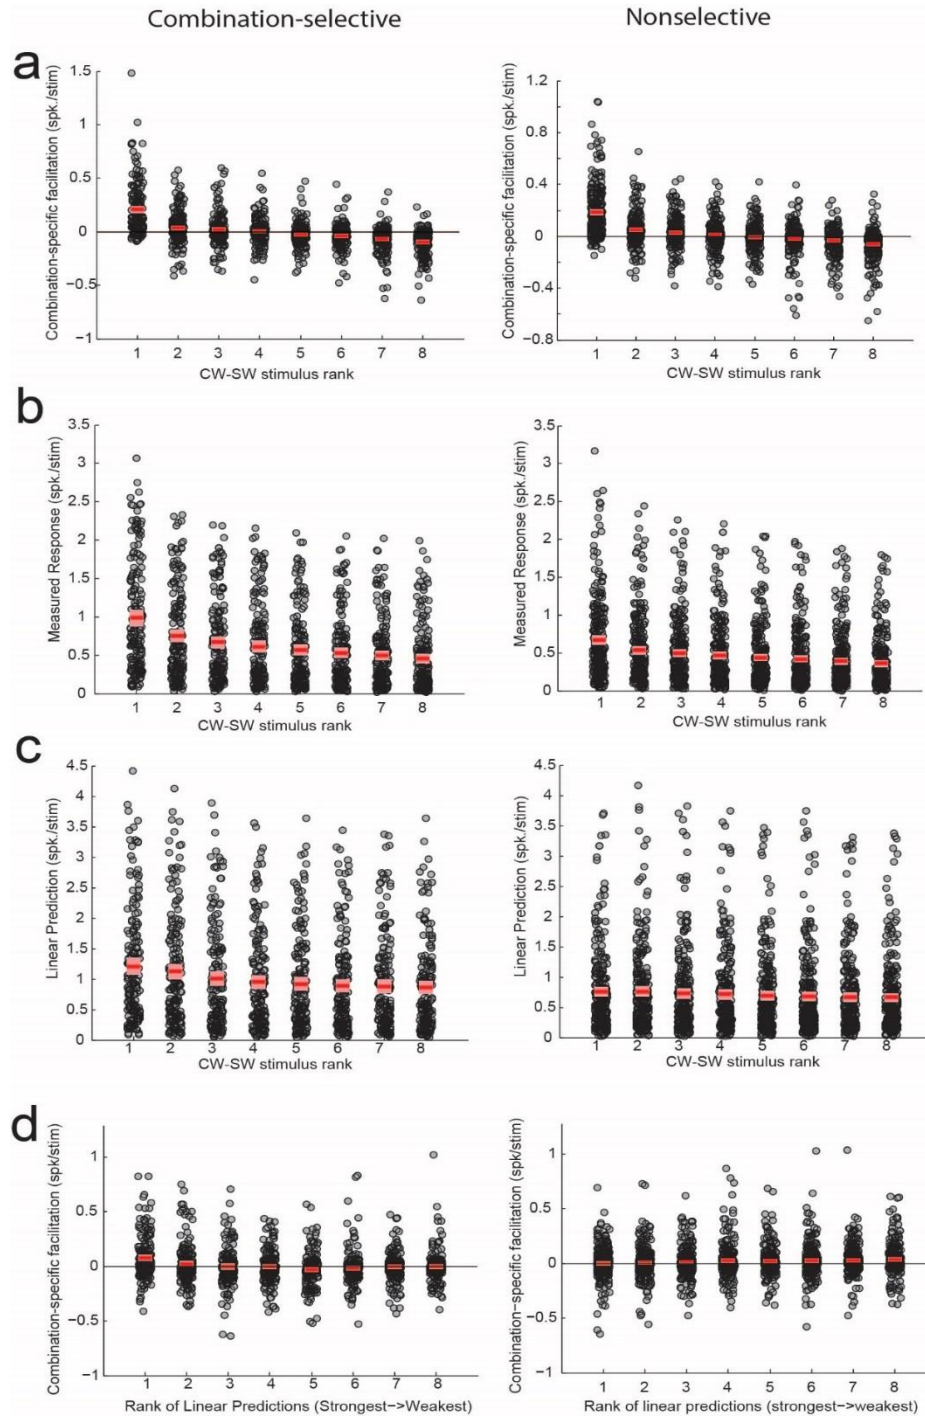 Combination-selective
Nonselective
a
Combination-specific facilitation (spk./stim)
1.5
1
0.5
0
−0.5
−1
1 2 3 4 5 6 7 8
CW-SW stimulus rank
Combination-specific facilitation (spk./stim)
1.2
0.8
0.4
0
−0.4
−0.8
1 2 3 4 5 6 7 8
CW-SW stimulus rank
b
Measured Response (spk./stim)
3.5
3
2.5
2
1.5
1
0.5
0
1 2 3 4 5 6 7 8
CW-SW stimulus rank
Measured Response (spk./stim)
3.5
3
2.5
2
1.5
1
0.5
0
1 2 3 4 5 6 7 8
CW-SW stimulus rank
c
Linear Prediction (spk./stim)
4.5
4
3.5
3
2.5
2
1.5
1
0.5
0
1 2 3 4 5 6 7 8
CW-SW stimulus rank
Linear Prediction (spk./stim)
4.5
4
3.5
3
2.5
2
1.5
1
0.5
0
1 2 3 4 5 6 7 8
CW-SW stimulus rank
d
Combination-specific facilitation (spk/stim)
1
0.5
0
−0.5
−1
1 2 3 4 5 6 7 8
Rank of Linear Predictions (Strongest−>Weakest)
Combination−specific facilitation (spk/stim)
1
0.5
0
−0.5
−1
1 2 3 4 5 6 7 8
Rank of linear predictions (strongest−>weakest)